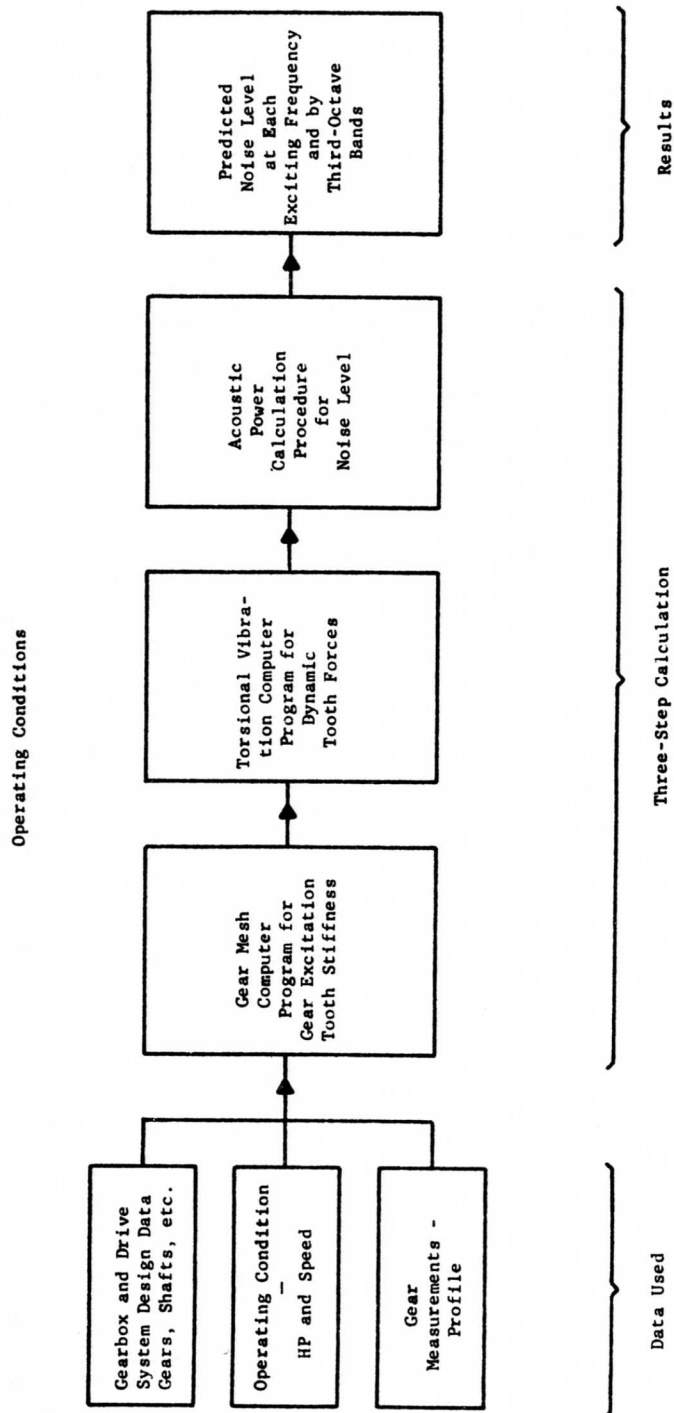 Operating Conditions
Gearbox and Drive
System Design Data
Gears, Shafts, etc.
Operating Condition
—
HP and Speed
Gear
Measurements -
Profile
Gear Mesh
Computer
Program for
Gear Excitation
Tooth Stiffness
Torsional Vibra-
tion Computer
Program for
Dynamic
Tooth Forces
Acoustic
Power
Calculation
Procedure
for
Noise Level
Predicted
Noise Level
at Each
Exciting Frequency
and by
Third-Octave
Bands
Data Used
Three-Step Calculation
Results